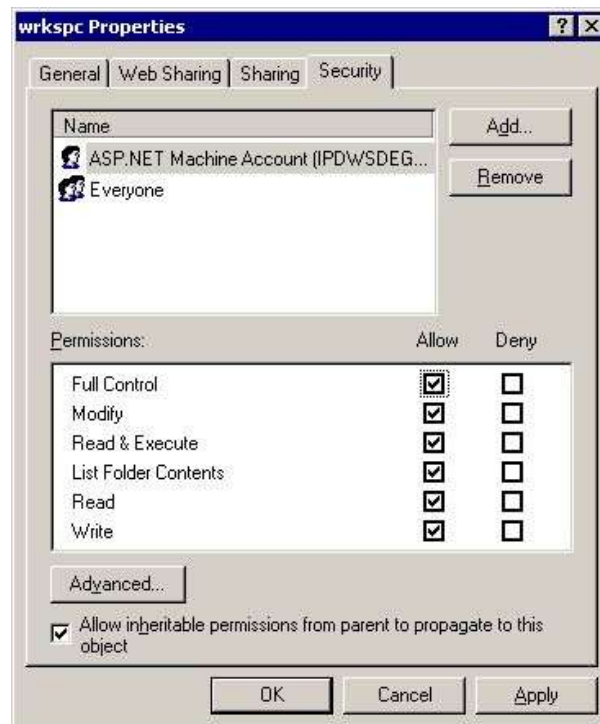 wrkspc Properties
General Web Sharing Sharing Security
Name
Add...
ASP.NET Machine Account (IPDWSDEG...
Everyone
Remove
Permissions: Allow Deny
Full Control
Modify
Read & Execute
List Folder Contents
Read
Write
Advanced...
Allow inheritable permissions from parent to propagate to this
object
OK Cancel Apply